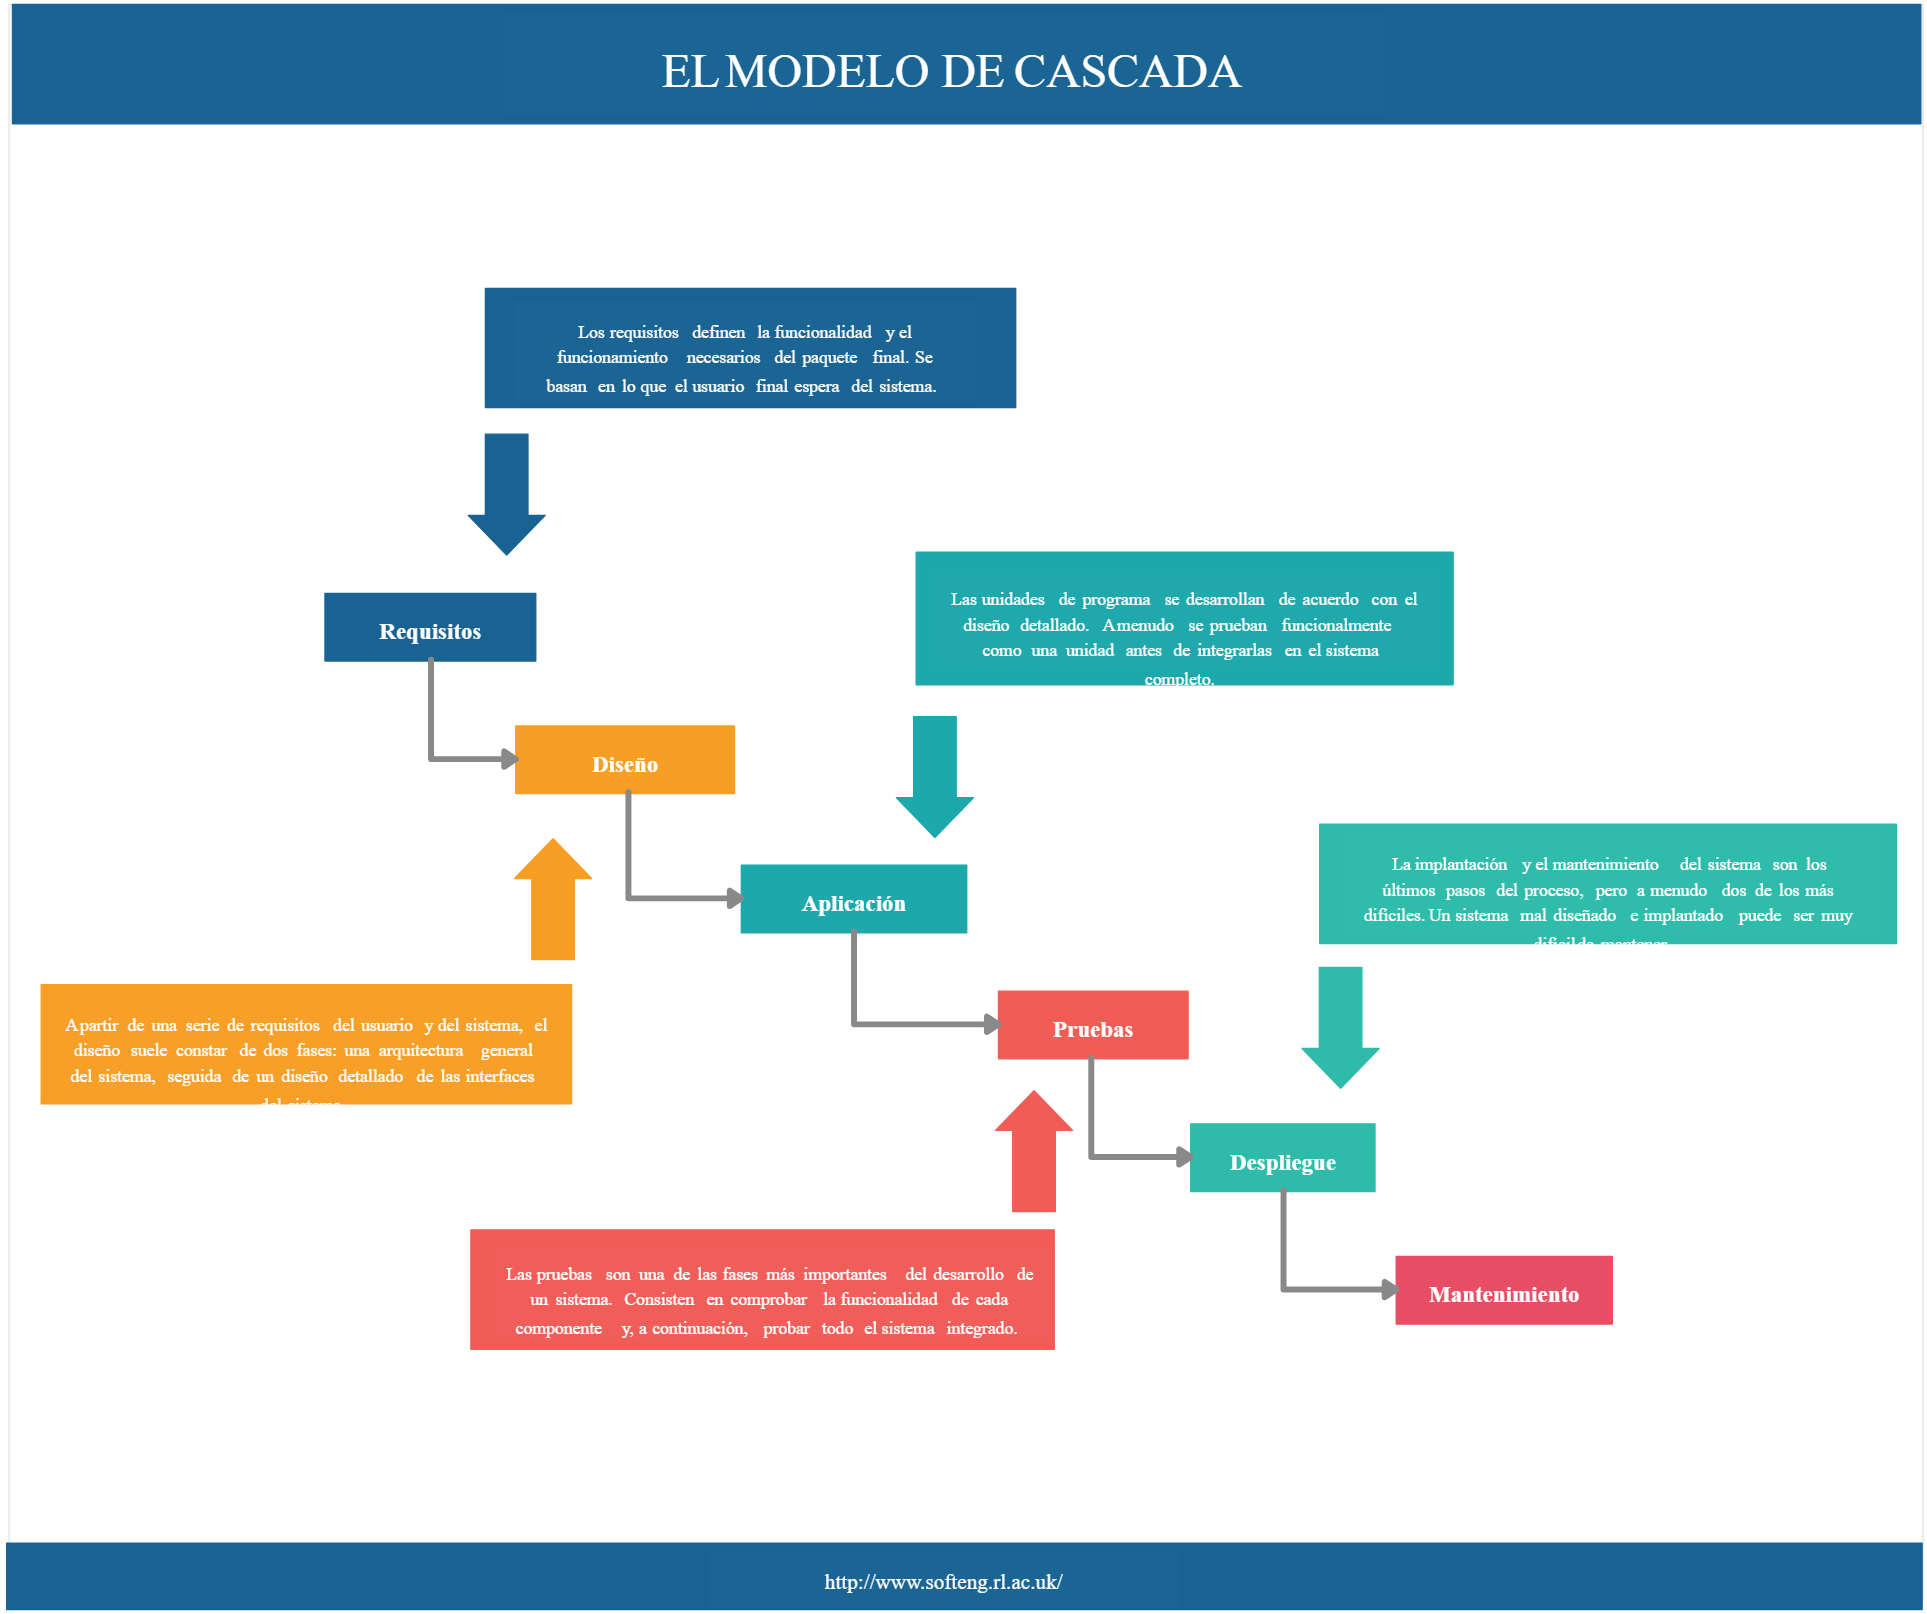 EL MODELO DE CASCADA
Los requisitos definen la funcionalidad y el
funcionamiento necesarios del paquete final. Se
basan en lo que el usuario final espera del sistema.
Requisitos
Las unidades de programa se desarrollan de acuerdo con el
diseño detallado. Amenudo se prueban funcionalmente
como una unidad antes de integrarlas en el sistema
completo.
Diseño
Aplicación
La implantación y el mantenimiento del sistema son los
últimos pasos del proceso, pero a menudo dos de los más
difíciles. Un sistema mal diseñado e implantado puede ser muy
difícil de mantener
Apartir de una serie de requisitos del usuario y del sistema, el
diseño suele constar de dos fases: una arquitectura general
del sistema, seguida de un diseño detallado de las interfaces
del sistema
Pruebas
Despliegue
Las pruebas son una de las fases más importantes del desarrollo de
un sistema. Consisten en comprobar la funcionalidad de cada
componente y, a continuación, probar todo el sistema integrado.
Mantenimiento
http://www.softeng.rl.ac.uk/